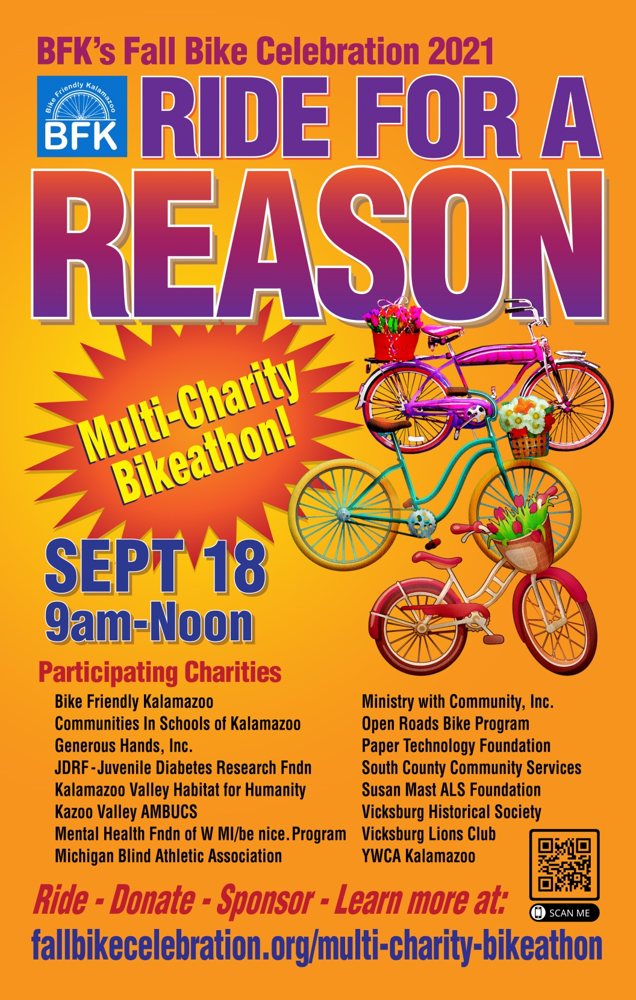 BFK's Fall Bike Celebration 2021
Bike Friendly Kalamazoo
BFK
RIDE FOR A
REASON
Multi-Charity
Bikeathon!
SEPT 18
9am-Noon
Participating Charities
Bike Friendly Kalamazoo
Communities In Schools of Kalamazoo
Generous Hands, Inc.
JDRF-Juvenile Diabetes Research Fndn
Kalamazoo Valley Habitat for Humanity
Kazoo Valley AMBUCS
Mental Health Fndn of W MI/be nice. Program
Michigan Blind Athletic Association
Ministry with Community, Inc.
Open Roads Bike Program
Paper Technology Foundation
South County Community Services
Susan Mast ALS Foundation
Vicksburg Historical Society
Vicksburg Lions Club
YWCA Kalamazoo
SCAN ME
Ride - Donate - Sponsor - Learn more at:
fallbikecelebration.org/multi-charity-bikeathon